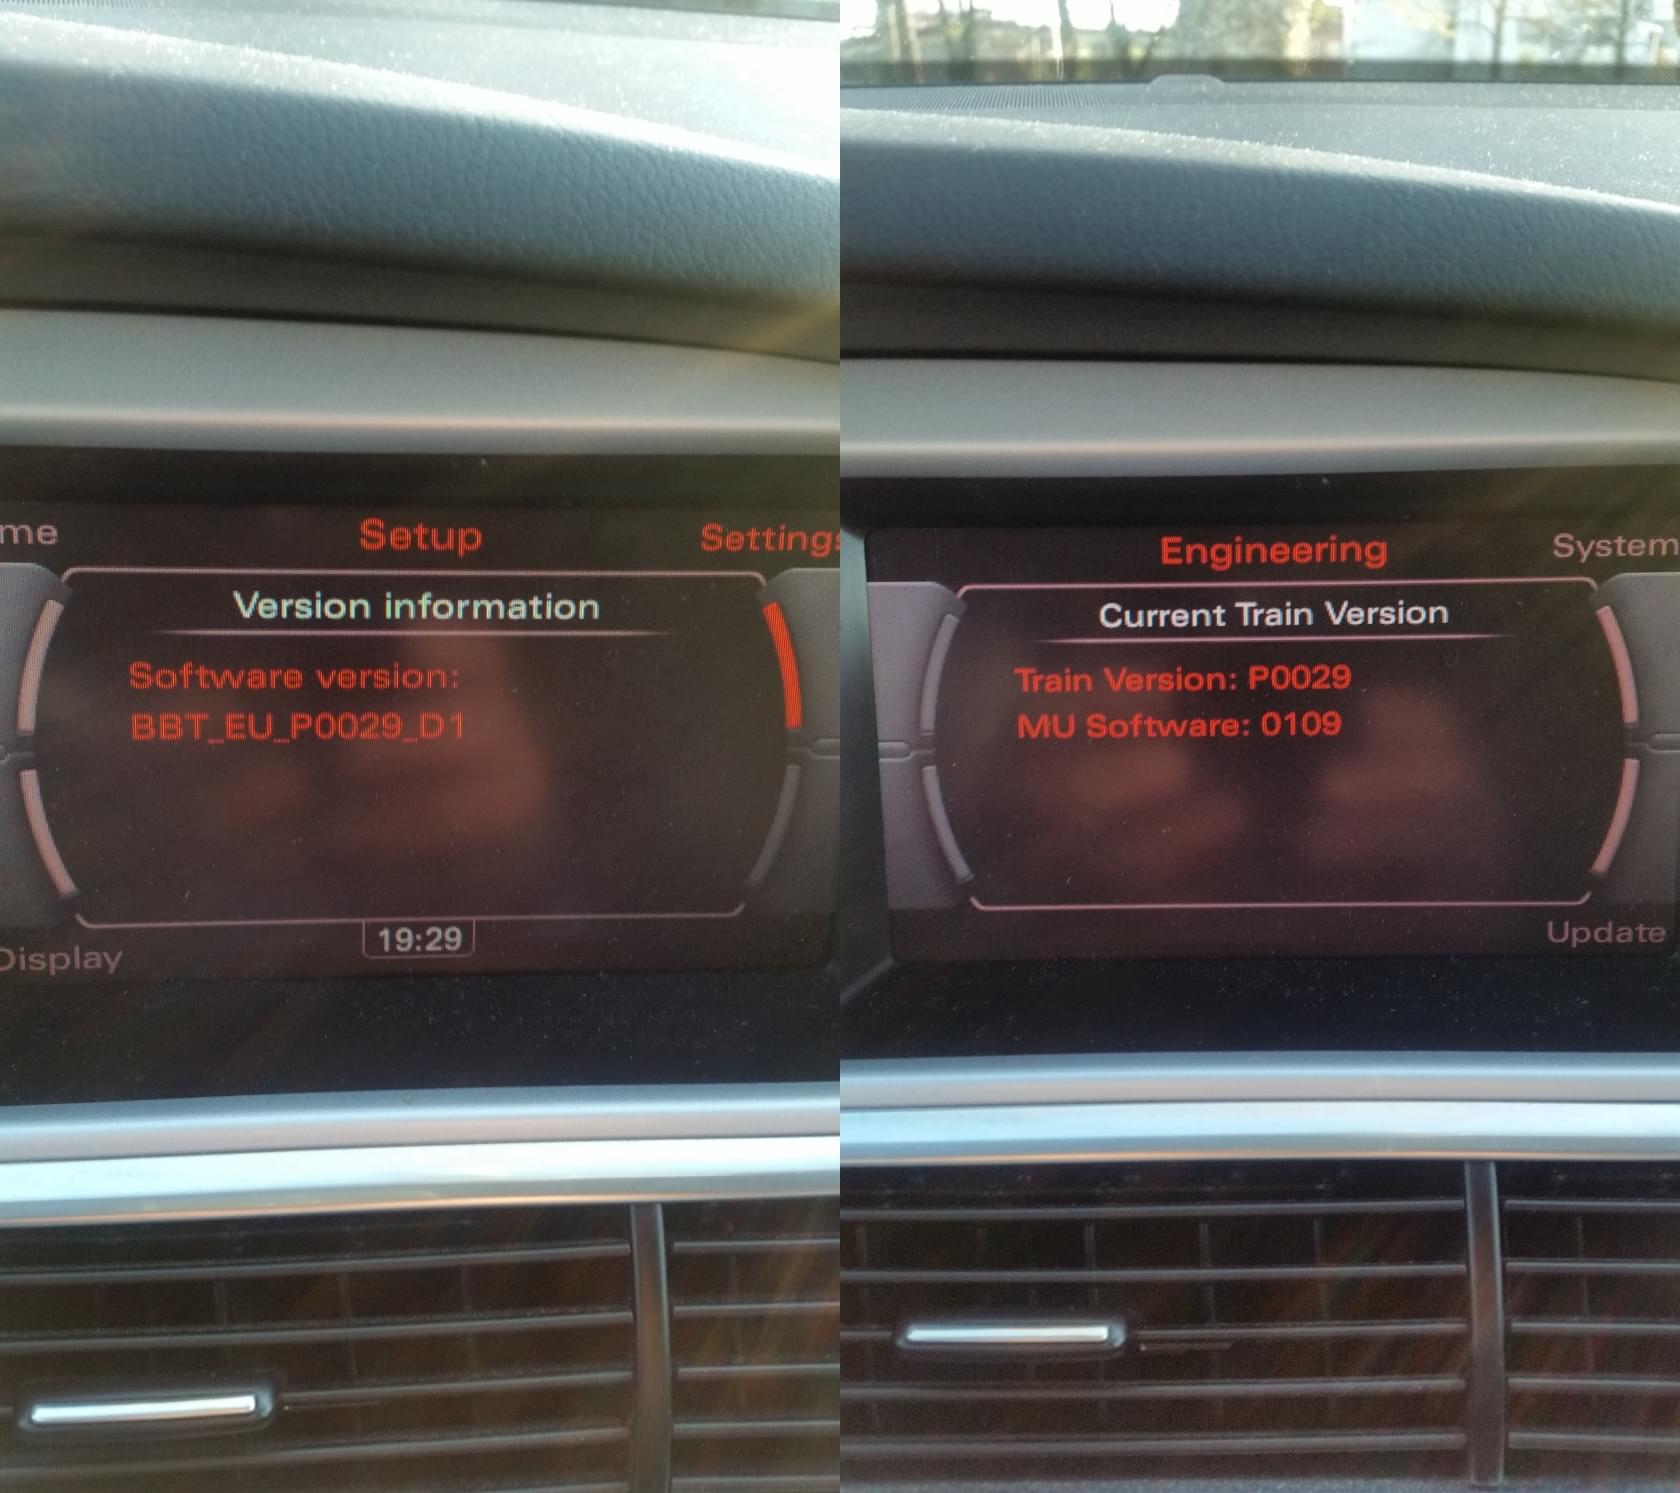 me
Setup
Settings
Version information
Software version:
BBT_EU_P0029_D1
19:29
Display
Engineering
System
Current Train Version
Train Version: P0029
MU Software: 0109
Update